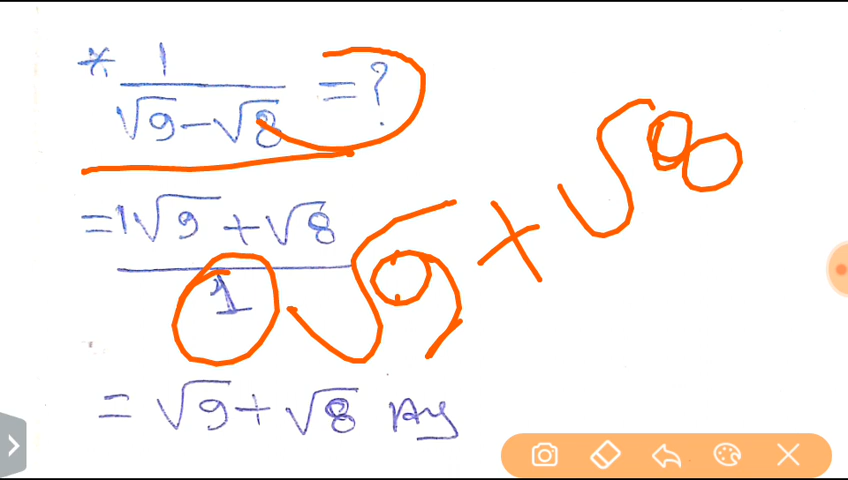 * 1/(√9-√8) = ?
= 1√9+√8/1
√9 + √8
= √9+√8 Ans